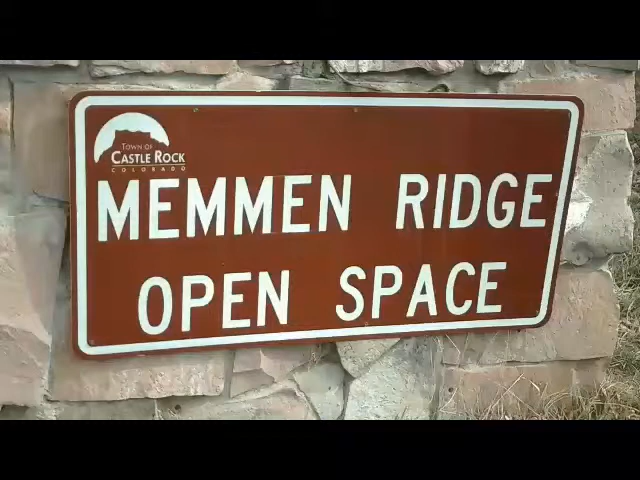 TOWN OF
CASTLE ROCK
COLORADO
MEMMEN RIDGE
OPEN SPACE